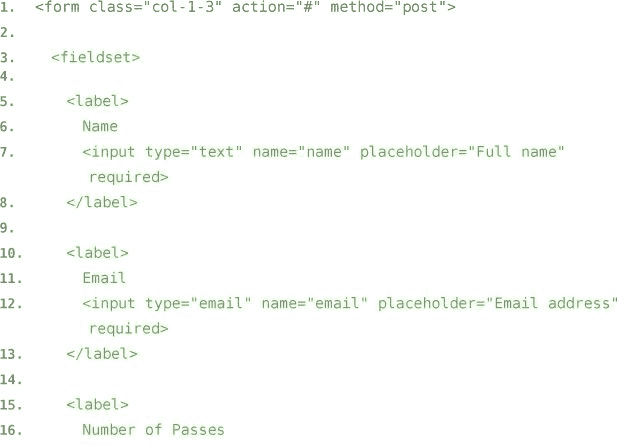 1. <form class="col-1-3" action="#" method="post">
2.
3. <fieldset>
4.
5. <label>
6. Name
7. <input type="text" name="name" placeholder="Full name"
required>
8. </label>
9.
10. <label>
11. Email
12. <input type="email" name="email" placeholder="Email address"
required>
13. </label>
14.
15. <label>
16. Number of Passes